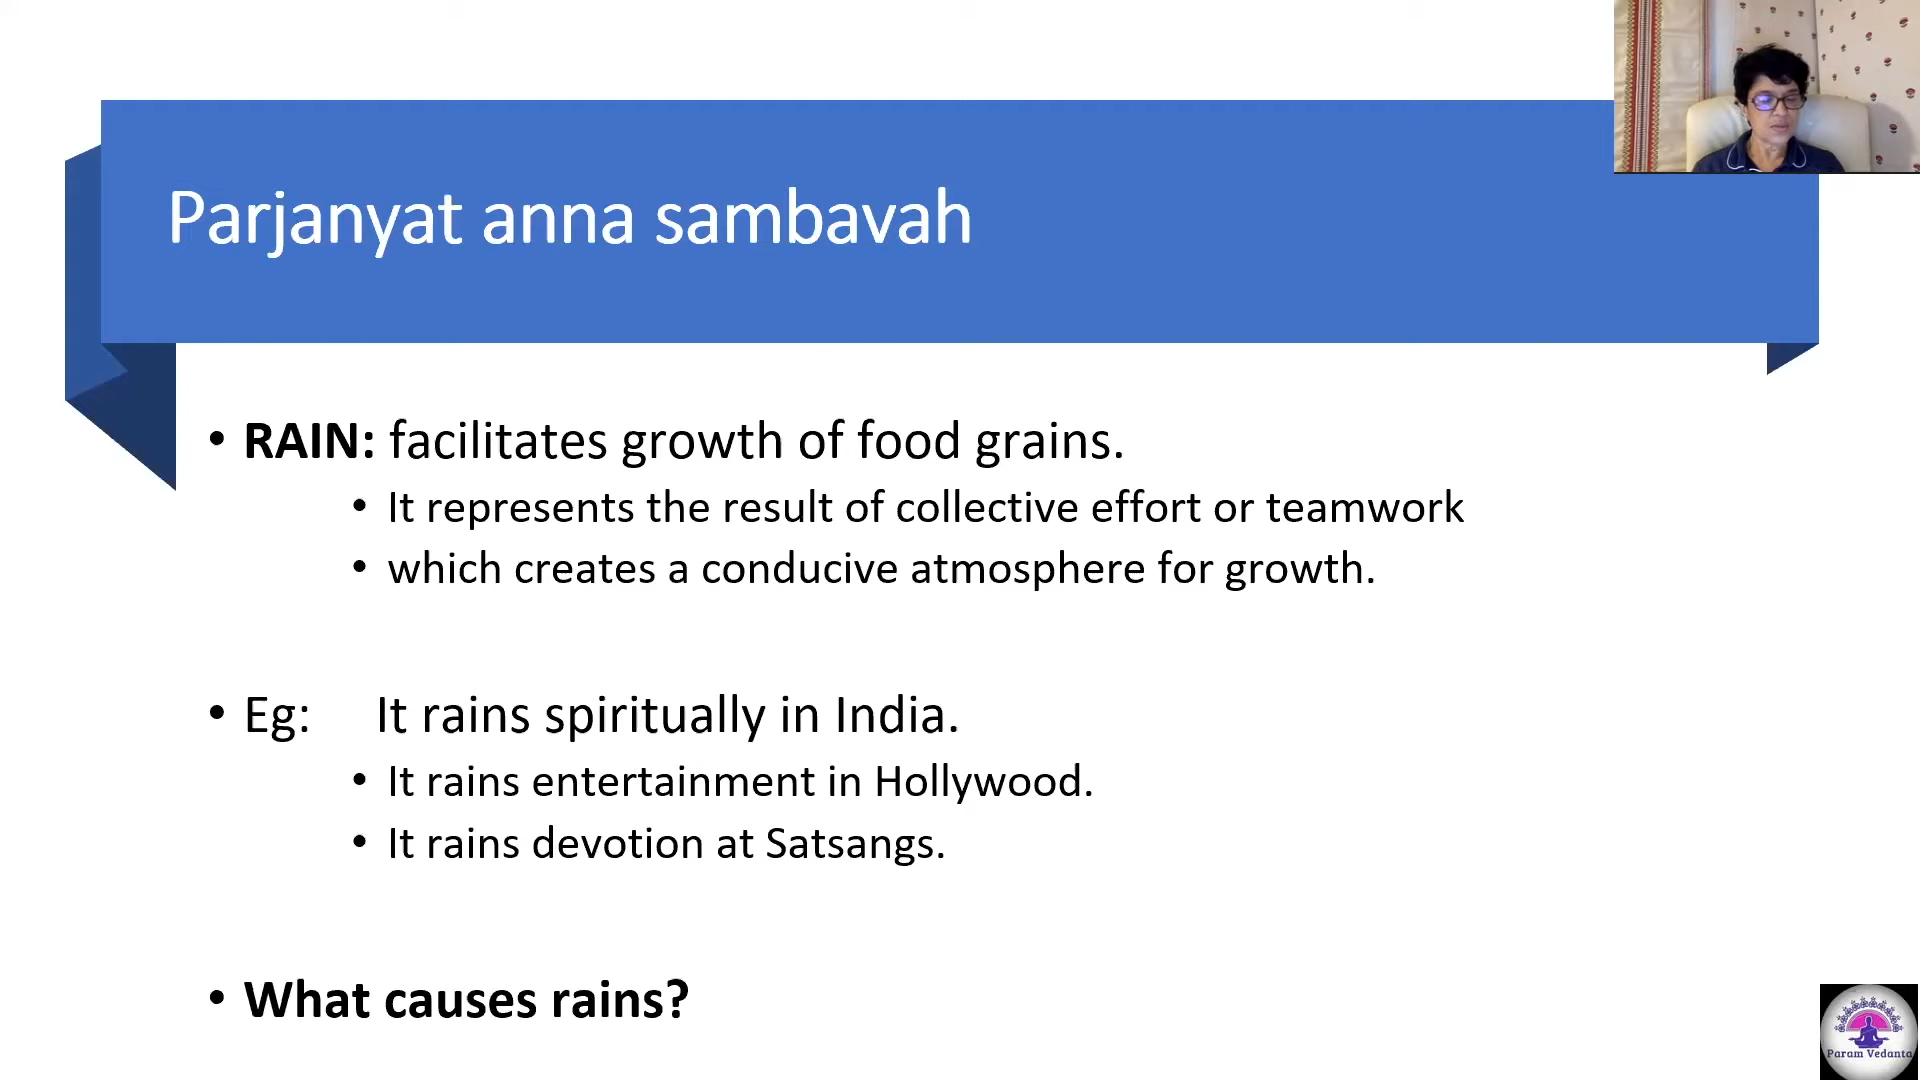 Parjanyat anna sambavah
• RAIN: facilitates growth of food grains.
• It represents the result of collective effort or teamwork
• which creates a conducive atmosphere for growth.
• Eg: It rains spiritually in India.
• It rains entertainment in Hollywood.
• It rains devotion at Satsangs.
• What causes rains?
Param Vedanta